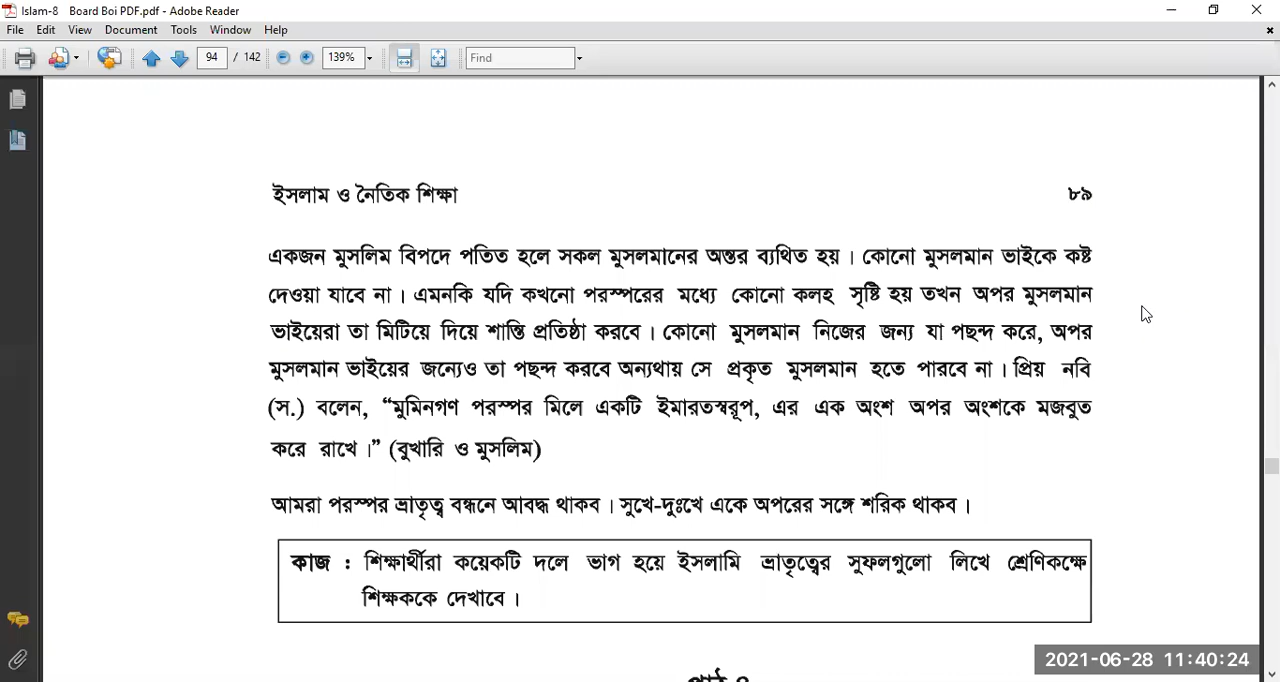 Islam-8 Board Boi PDF.pdf - Adobe Reader
File Edit View Document Tools Window Help
94 / 142 139% Find
ইসলাম ও নৈতিক শিক্ষা ৮৯
একজন মুসলিম বিপদে পতিত হলে সকল মুসলমানের অন্তর ব্যথিত হয়। কোনো মুসলমান ভাইকে কষ্ট
দেওয়া যাবে না। এমনকি যদি কখনো পরস্পরের মধ্যে কোনো কলহ সৃষ্টি হয় তখন অপর মুসলমান
ভাইয়েরা তা মিটিয়ে দিয়ে শান্তি প্রতিষ্ঠা করবে। কোনো মুসলমান নিজের জন্য যা পছন্দ করে, অপর
মুসলমান ভাইয়ের জন্যেও তা পছন্দ করবে অন্যথায় সে প্রকৃত মুসলমান হতে পারবে না। প্রিয় নবি
(স.) বলেন, “মুমিনগণ পরস্পর মিলে একটি ইমারতস্বরূপ, এর এক অংশ অপর অংশকে মজবুত
করে রাখে।” (বুখারি ও মুসলিম)
আমরা পরস্পর ভ্রাতৃত্ব বন্ধনে আবদ্ধ থাকব। সুখে-দুঃখে একে অপরের সঙ্গে শরিক থাকব।
কাজ : শিক্ষার্থীরা কয়েকটি দলে ভাগ হয়ে ইসলামি ভ্রাতৃত্বের সুফলগুলো লিখে শ্রেণিকক্ষে
শিক্ষককে দেখাবে।
2021-06-28 11:40:24